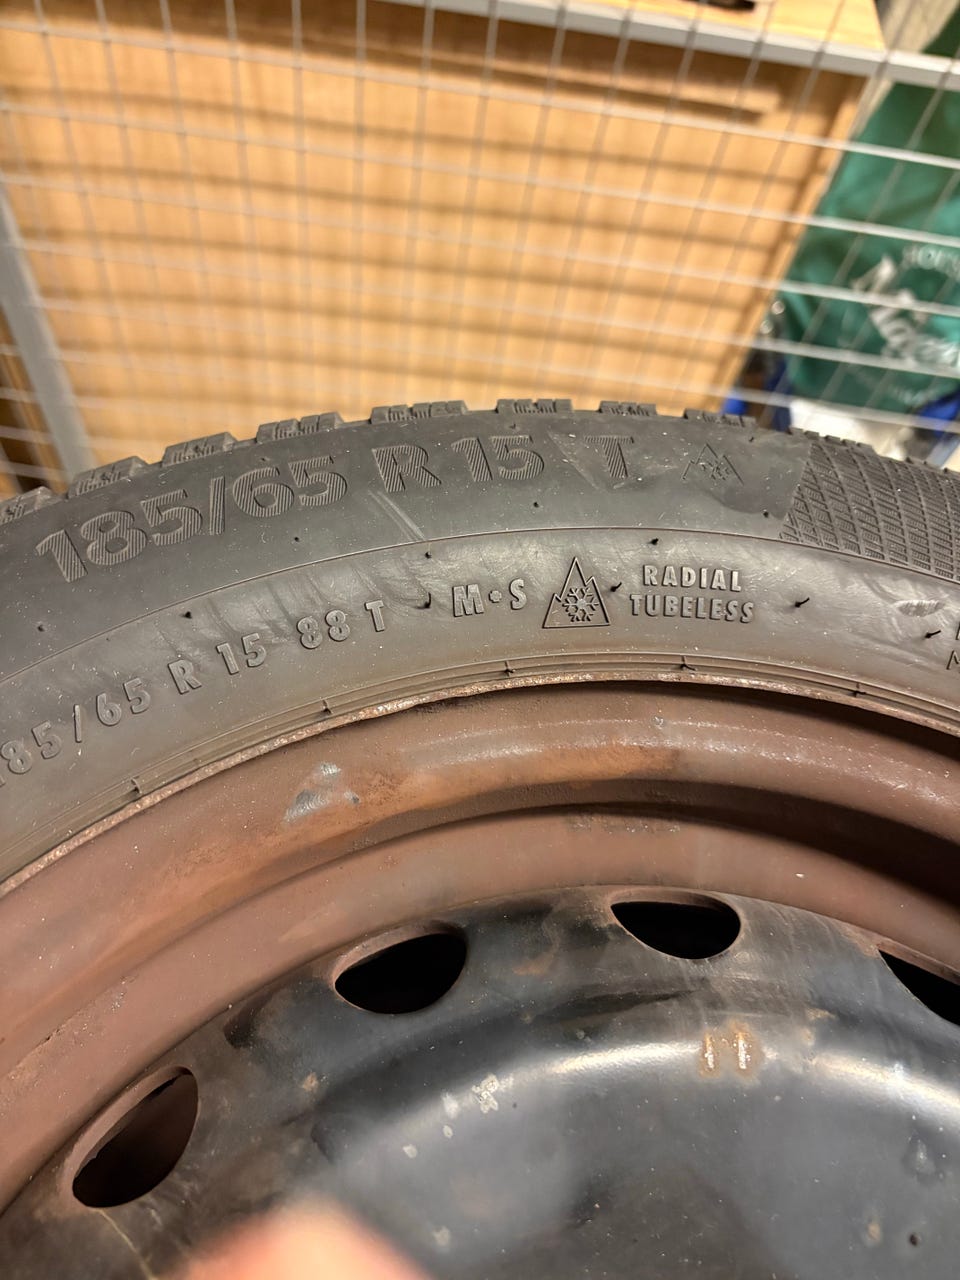 185/65 R 15 T
185/65 R 15 88 T M•S
RADIAL
TUBELESS